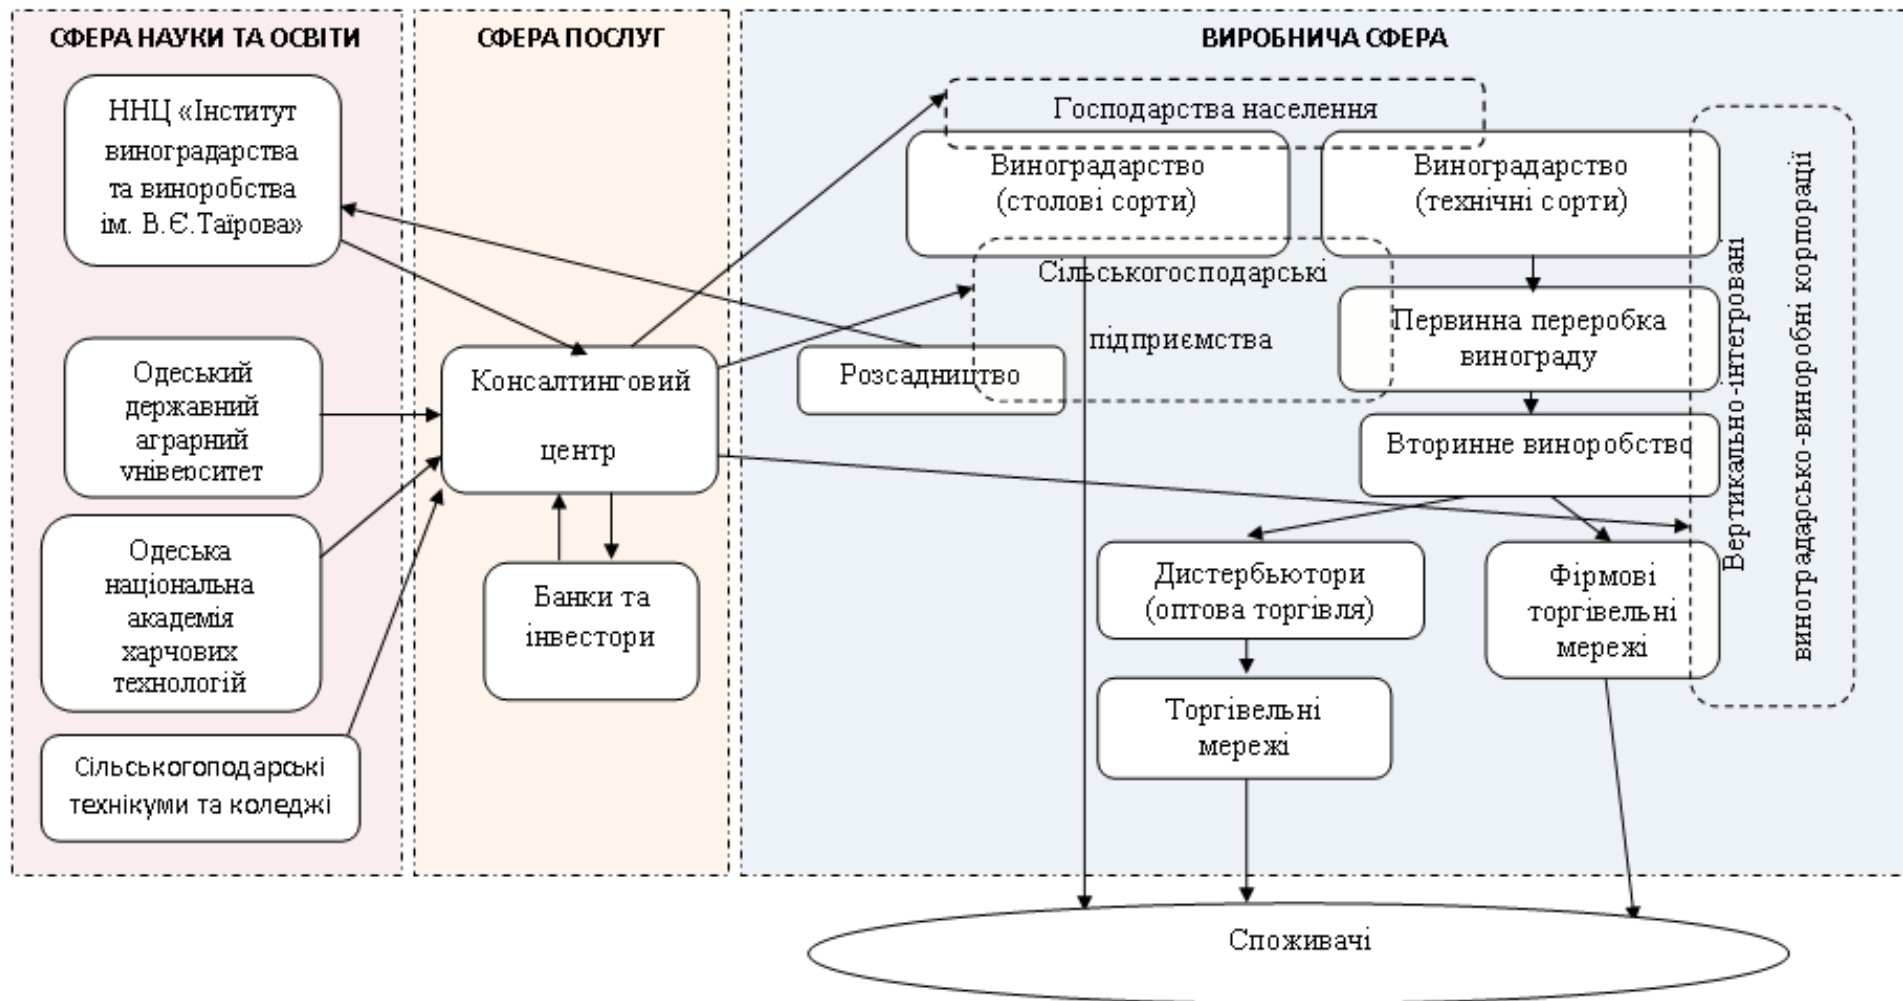 СФЕРА НАУКИ ТА ОСВІТИ
ННЦ «Інститут
виноградарства
та виноробства
ім. В.Є.Таїрова»
Одеський
державний
аграрний
університет
Одеська
національна
академія
харчових
технологій
Сільськогоподарські
технікуми та коледжі
СФЕРА ПОСЛУГ
Консалтинговий
центр
Банки та
інвестори
ВИРОБНИЧА СФЕРА
Господарства населення
Виноградарство
(столові сорти)
Виноградарство
(технічні сорти)
Сільськогосподарські
підприємства
Розсадництво
Первинна переробка
винограду
Вторинне виноробство
Дистербьютори
(оптова торгівля)
Фірмові
торгівельні
мережі
Торгівельні
мережі
Вертикально-інтегровані
виноградарсько-виноробні корпорації
Споживачі